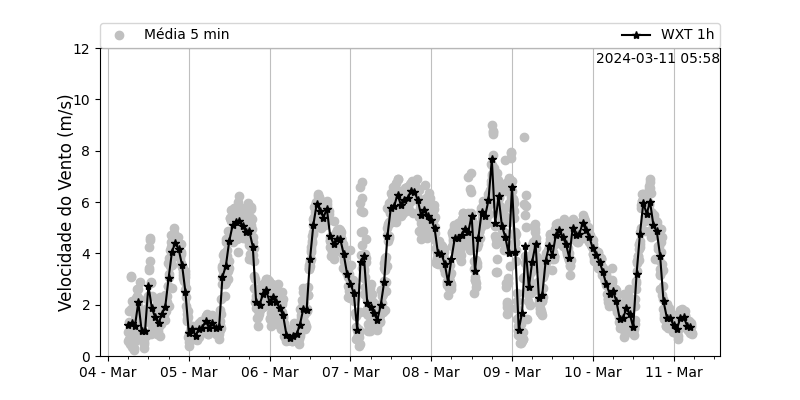 Média 5 min
WXT 1h
2024-03-11 05:58
Velocidade do Vento (m/s)
12
10
8
6
4
2
0
04 - Mar 05 - Mar 06 - Mar 07 - Mar 08 - Mar 09 - Mar 10 - Mar 11 - Mar